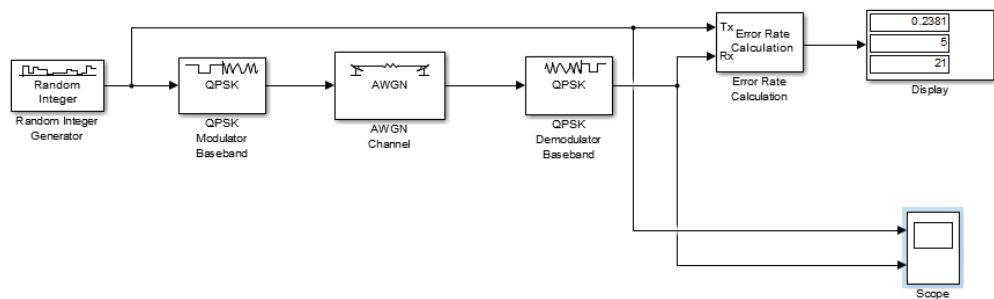 Random
Integer
Random Integer
Generator
QPSK
QPSK
Modulator
Baseband
AWGN
AWGN
Channel
QPSK
QPSK
Demodulator
Baseband
Tx
Rx
Error Rate
Calculation
Error Rate
Calculation
0.2381
5
21
Display
Scope